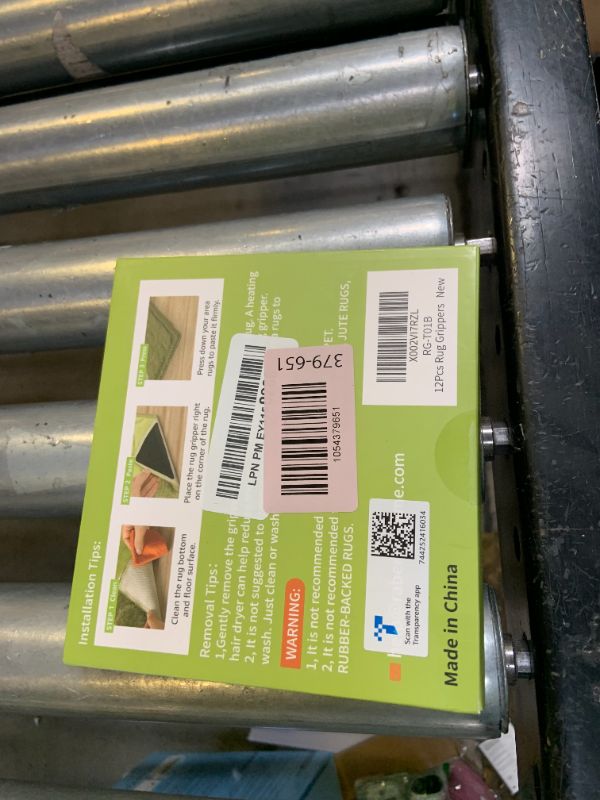 Installation Tips:
STEP 1 Clean
Clean the rug bottom
and floor surface.
STEP 2 Paste
Place the rug gripper right
on the corner of the rug.
STEP 3 Press
Press down your area
rugs to paste it firmly.
Removal Tips:
1,Gently remove the ug. A heating
hair dryer can help gripper.
2, It is not suggested to rugs to
wash. Just clean or wash
WARNING:
1, It is not recommended
2, It is not recommended JUTE RUGS,
RUBBER-BACKED RUGS.
Made in China
LPN PM
379-651
1054379651
X002VI7RZL
RG-T01B
12Pcs Rug Grippers New
Scan with the
Transparency app
744252416034
e.com